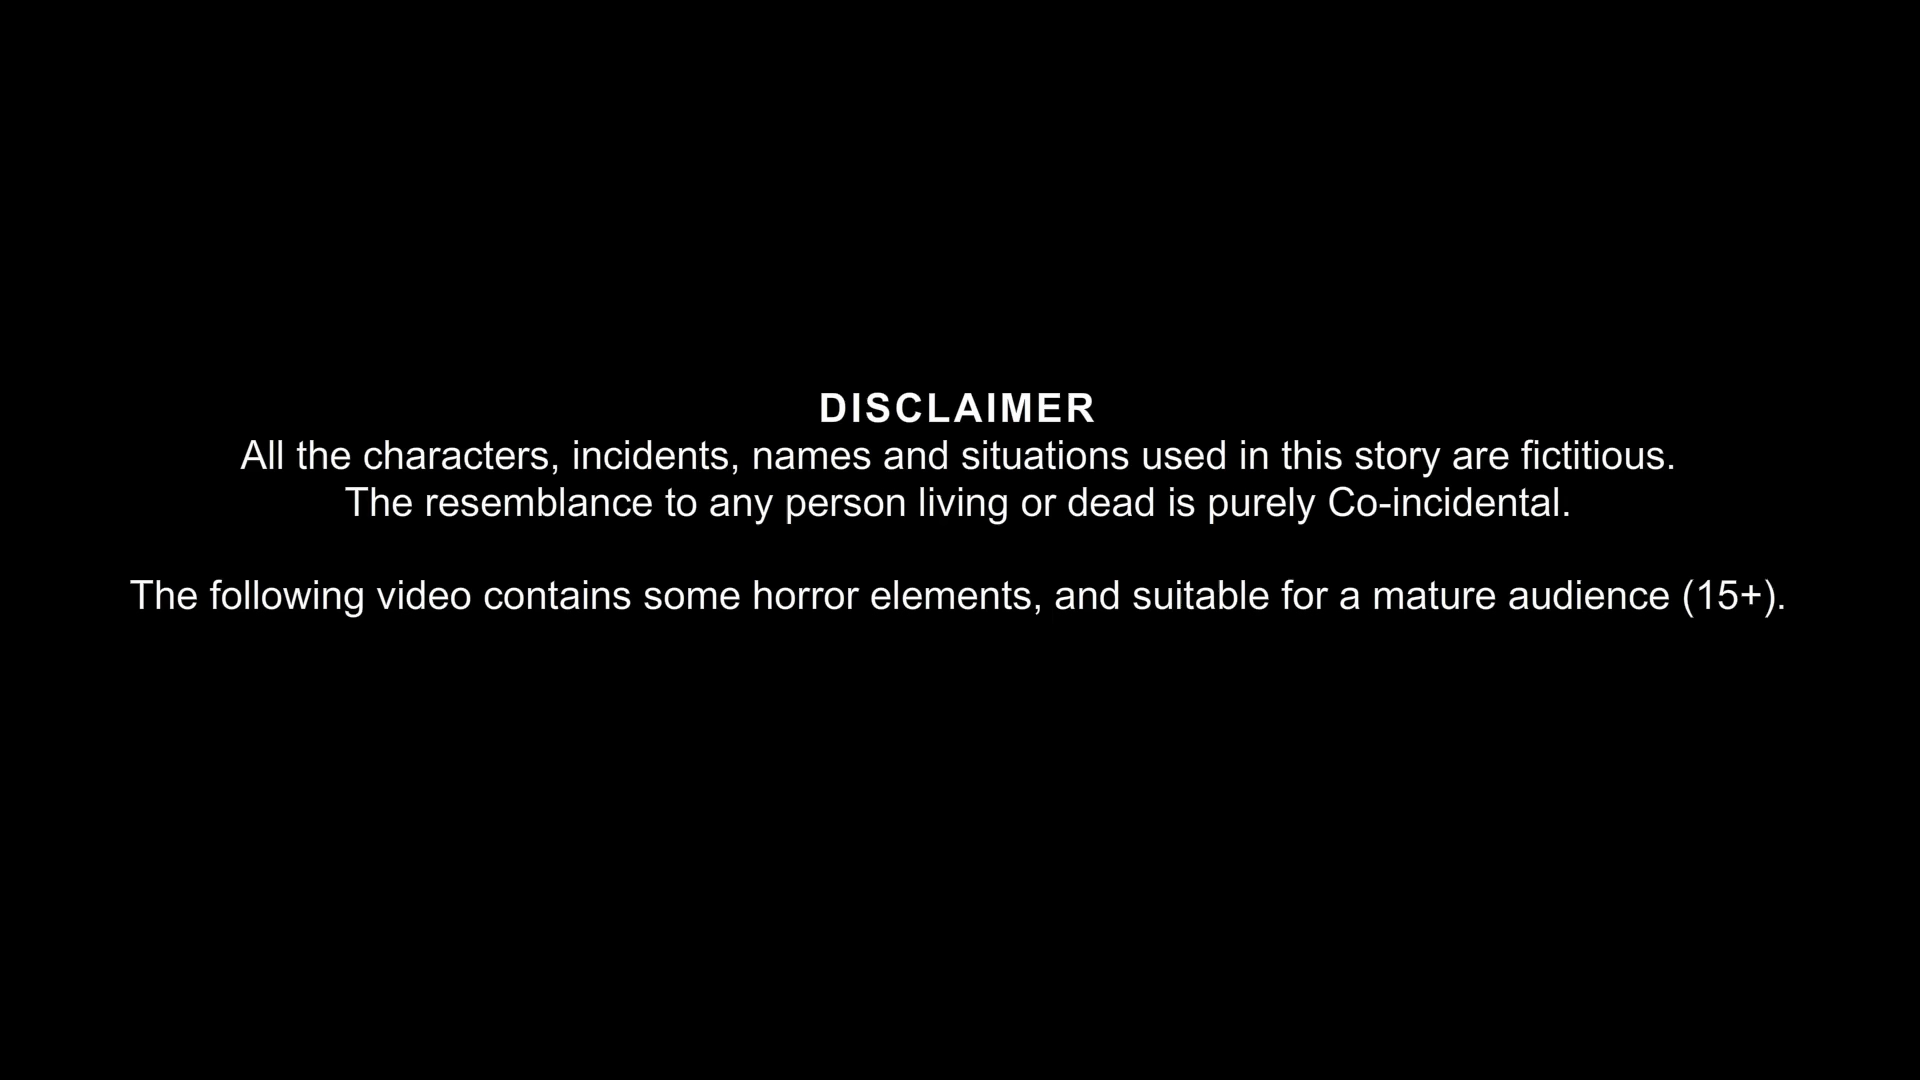 DISCLAIMER
All the characters, incidents, names and situations used in this story are fictitious.
The resemblance to any person living or dead is purely Co-incidental.
The following video contains some horror elements, and suitable for a mature audience (15+).